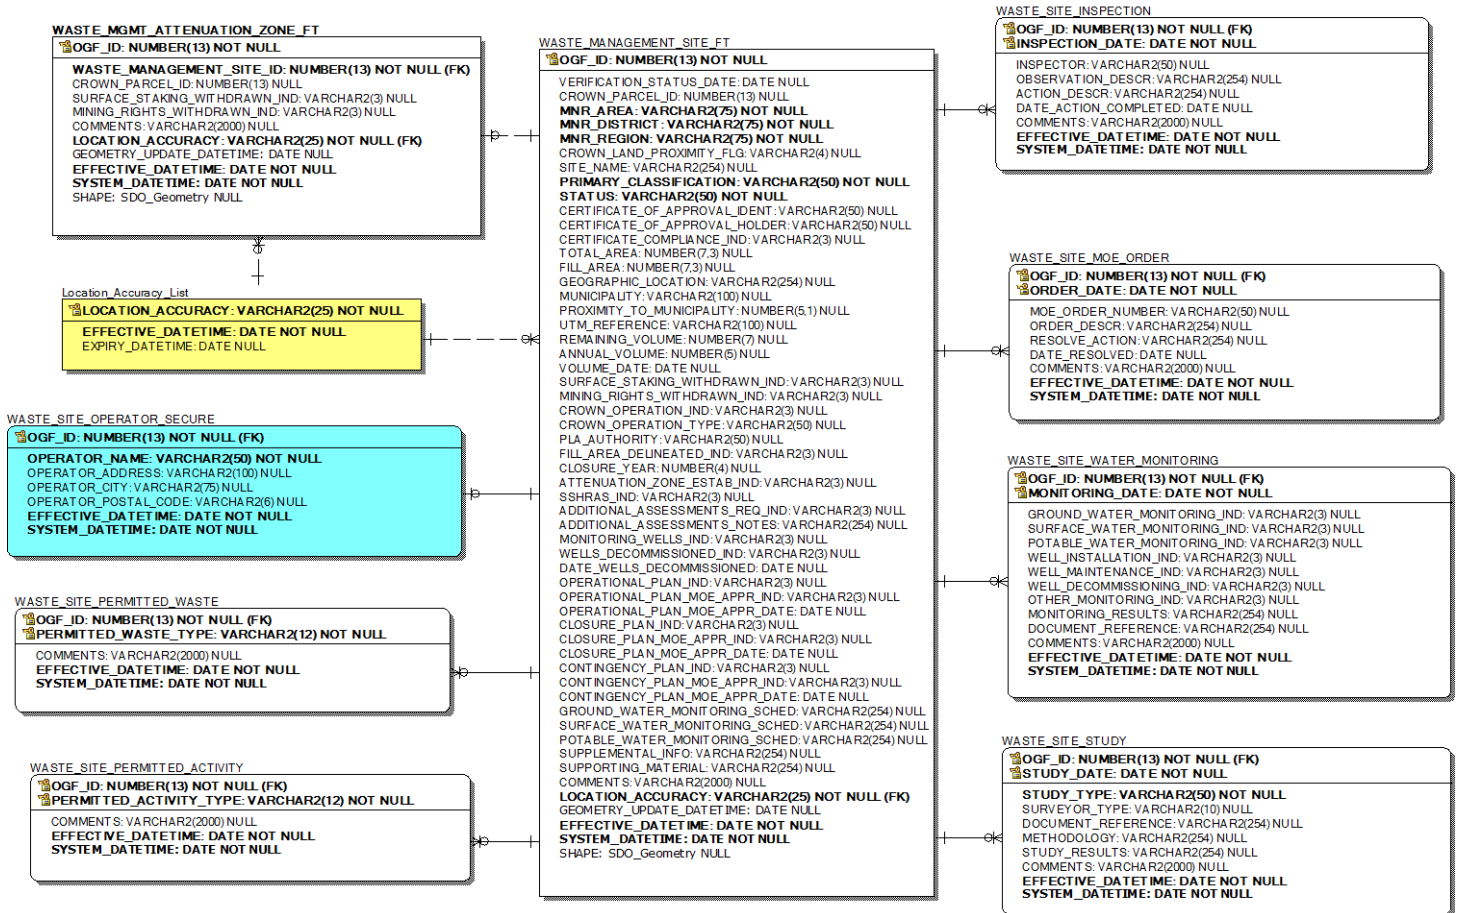 WASTE_MGMT_ATTENUATION_ZONE_FT
OGF_ID: NUMBER(13) NOT NULL
WASTE_MANAGEMENT_SITE_ID: NUMBER(13) NOT NULL (FK)
CROWN_PARCEL_ID: NUMBER(13) NULL
SURFACE_STAKING_WITHDRAWN_IND: VARCHAR2(3) NULL
MINING_RIGHTS_WITHDRAWN_IND: VARCHAR2(3) NULL
COMMENTS: VARCHAR2(2000) NULL
LOCATION_ACCURACY: VARCHAR2(25) NOT NULL (FK)
GEOMETRY_UPDATE_DATETIME: DATE NULL
EFFECTIVE_DATETIME: DATE NOT NULL
SYSTEM_DATETIME: DATE NOT NULL
SHAPE: SDO_Geometry NULL
Location_Accuracy_List
LOCATION_ACCURACY: VARCHAR2(25) NOT NULL
EFFECTIVE_DATETIME: DATE NOT NULL
EXPIRY_DATETIME: DATE NULL
WASTE_SITE_OPERATOR_SECURE
OGF_ID: NUMBER(13) NOT NULL (FK)
OPERATOR_NAME: VARCHAR2(50) NOT NULL
OPERATOR_ADDRESS: VARCHAR2(100) NULL
OPERATOR_CITY: VARCHAR2(75) NULL
OPERATOR_POSTAL_CODE: VARCHAR2(6) NULL
EFFECTIVE_DATETIME: DATE NOT NULL
SYSTEM_DATETIME: DATE NOT NULL
WASTE_SITE_PERMITTED_WASTE
OGF_ID: NUMBER(13) NOT NULL (FK)
PERMITTED_WASTE_TYPE: VARCHAR2(12) NOT NULL
COMMENTS: VARCHAR2(2000) NULL
EFFECTIVE_DATETIME: DATE NOT NULL
SYSTEM_DATETIME: DATE NOT NULL
WASTE_SITE_PERMITTED_ACTIVITY
OGF_ID: NUMBER(13) NOT NULL (FK)
PERMITTED_ACTIVITY_TYPE: VARCHAR2(12) NOT NULL
COMMENTS: VARCHAR2(2000) NULL
EFFECTIVE_DATETIME: DATE NOT NULL
SYSTEM_DATETIME: DATE NOT NULL
WASTE_MANAGEMENT_SITE_FT
OGF_ID: NUMBER(13) NOT NULL
VERIFICATION_STATUS_DATE: DATE NULL
CROWN_PARCEL_ID: NUMBER(13) NULL
MNR_AREA: VARCHAR2(75) NOT NULL
MNR_DISTRICT: VARCHAR2(75) NOT NULL
MNR_REGION: VARCHAR2(75) NOT NULL
CROWN_LAND_PROXIMITY_FLG: VARCHAR2(4) NULL
SITE_NAME: VARCHAR2(254) NULL
PRIMARY_CLASSIFICATION: VARCHAR2(50) NOT NULL
STATUS: VARCHAR2(50) NOT NULL
CERTIFICATE_OF_APPROVAL_IDENT: VARCHAR2(50) NULL
CERTIFICATE_OF_APPROVAL_HOLDER: VARCHAR2(50) NULL
CERTIFICATE_COMPLIANCE_IND: VARCHAR2(3) NULL
TOTAL_AREA: NUMBER(7,3) NULL
FILL_AREA: NUMBER(7,3) NULL
GEOGRAPHIC_LOCATION: VARCHAR2(254) NULL
MUNICIPALITY: VARCHAR2(100) NULL
PROXIMITY_TO_MUNICIPALITY: NUMBER(5,1) NULL
UTM_REFERENCE: VARCHAR2(100) NULL
REMAINING_VOLUME: NUMBER(7) NULL
ANNUAL_VOLUME: NUMBER(5) NULL
VOLUME_DATE: DATE NULL
SURFACE_STAKING_WITHDRAWN_IND: VARCHAR2(3) NULL
MINING_RIGHTS_WITHDRAWN_IND: VARCHAR2(3) NULL
CROWN_OPERATION_IND: VARCHAR2(3) NULL
CROWN_OPERATION_TYPE: VARCHAR2(50) NULL
PLA_AUTHORITY: VARCHAR2(50) NULL
FILL_AREA_DELINEATED_IND: VARCHAR2(3) NULL
CLOSURE_YEAR: NUMBER(4) NULL
ATTENUATION_ZONE_ESTAB_IND: VARCHAR2(3) NULL
SSHRAS_IND: VARCHAR2(3) NULL
ADDITIONAL_ASSESSMENTS_REQ_IND: VARCHAR2(3) NULL
ADDITIONAL_ASSESSMENTS_NOTES: VARCHAR2(254) NULL
MONITORING_WELLS_IND: VARCHAR2(3) NULL
WELLS_DECOMMISSIONED_IND: VARCHAR2(3) NULL
DATE_WELLS_DECOMMISSIONED: DATE NULL
OPERATIONAL_PLAN_IND: VARCHAR2(3) NULL
OPERATIONAL_PLAN_MOE_APPR_IND: VARCHAR2(3) NULL
OPERATIONAL_PLAN_MOE_APPR_DATE: DATE NULL
CLOSURE_PLAN_IND: VARCHAR2(3) NULL
CLOSURE_PLAN_MOE_APPR_IND: VARCHAR2(3) NULL
CLOSURE_PLAN_MOE_APPR_DATE: DATE NULL
CONTINGENCY_PLAN_IND: VARCHAR2(3) NULL
CONTINGENCY_PLAN_MOE_APPR_IND: VARCHAR2(3) NULL
CONTINGENCY_PLAN_MOE_APPR_DATE: DATE NULL
GROUND_WATER_MONITORING_SCHED: VARCHAR2(254) NULL
SURFACE_WATER_MONITORING_SCHED: VARCHAR2(254) NULL
POTABLE_WATER_MONITORING_SCHED: VARCHAR2(254) NULL
SUPPLEMENTAL_INFO: VARCHAR2(254) NULL
SUPPORTING_MATERIAL: VARCHAR2(254) NULL
COMMENTS: VARCHAR2(2000) NULL
LOCATION_ACCURACY: VARCHAR2(25) NOT NULL (FK)
GEOMETRY_UPDATE_DATETIME: DATE NULL
EFFECTIVE_DATETIME: DATE NOT NULL
SYSTEM_DATETIME: DATE NOT NULL
SHAPE: SDO_Geometry NULL
WASTE_SITE_INSPECTION
OGF_ID: NUMBER(13) NOT NULL (FK)
INSPECTION_DATE: DATE NOT NULL
INSPECTOR: VARCHAR2(50) NULL
OBSERVATION_DESCR: VARCHAR2(254) NULL
ACTION_DESCR: VARCHAR2(254) NULL
DATE_ACTION_COMPLETED: DATE NULL
COMMENTS: VARCHAR2(2000) NULL
EFFECTIVE_DATETIME: DATE NOT NULL
SYSTEM_DATETIME: DATE NOT NULL
WASTE_SITE_MOE_ORDER
OGF_ID: NUMBER(13) NOT NULL (FK)
ORDER_DATE: DATE NOT NULL
MOE_ORDER_NUMBER: VARCHAR2(50) NULL
ORDER_DESCR: VARCHAR2(254) NULL
RESOLVE_ACTION: VARCHAR2(254) NULL
DATE_RESOLVED: DATE NULL
COMMENTS: VARCHAR2(2000) NULL
EFFECTIVE_DATETIME: DATE NOT NULL
SYSTEM_DATETIME: DATE NOT NULL
WASTE_SITE_WATER_MONITORING
OGF_ID: NUMBER(13) NOT NULL (FK)
MONITORING_DATE: DATE NOT NULL
GROUND_WATER_MONITORING_IND: VARCHAR2(3) NULL
SURFACE_WATER_MONITORING_IND: VARCHAR2(3) NULL
POTABLE_WATER_MONITORING_IND: VARCHAR2(3) NULL
WELL_INSTALLATION_IND: VARCHAR2(3) NULL
WELL_MAINTENANCE_IND: VARCHAR2(3) NULL
WELL_DECOMMISSIONING_IND: VARCHAR2(3) NULL
OTHER_MONITORING_IND: VARCHAR2(3) NULL
MONITORING_RESULTS: VARCHAR2(254) NULL
DOCUMENT_REFERENCE: VARCHAR2(254) NULL
COMMENTS: VARCHAR2(2000) NULL
EFFECTIVE_DATETIME: DATE NOT NULL
SYSTEM_DATETIME: DATE NOT NULL
WASTE_SITE_STUDY
OGF_ID: NUMBER(13) NOT NULL (FK)
STUDY_DATE: DATE NOT NULL
STUDY_TYPE: VARCHAR2(50) NOT NULL
SURVEYOR_TYPE: VARCHAR2(10) NULL
DOCUMENT_REFERENCE: VARCHAR2(254) NULL
METHODOLOGY: VARCHAR2(254) NULL
STUDY_RESULTS: VARCHAR2(254) NULL
COMMENTS: VARCHAR2(2000) NULL
EFFECTIVE_DATETIME: DATE NOT NULL
SYSTEM_DATETIME: DATE NOT NULL